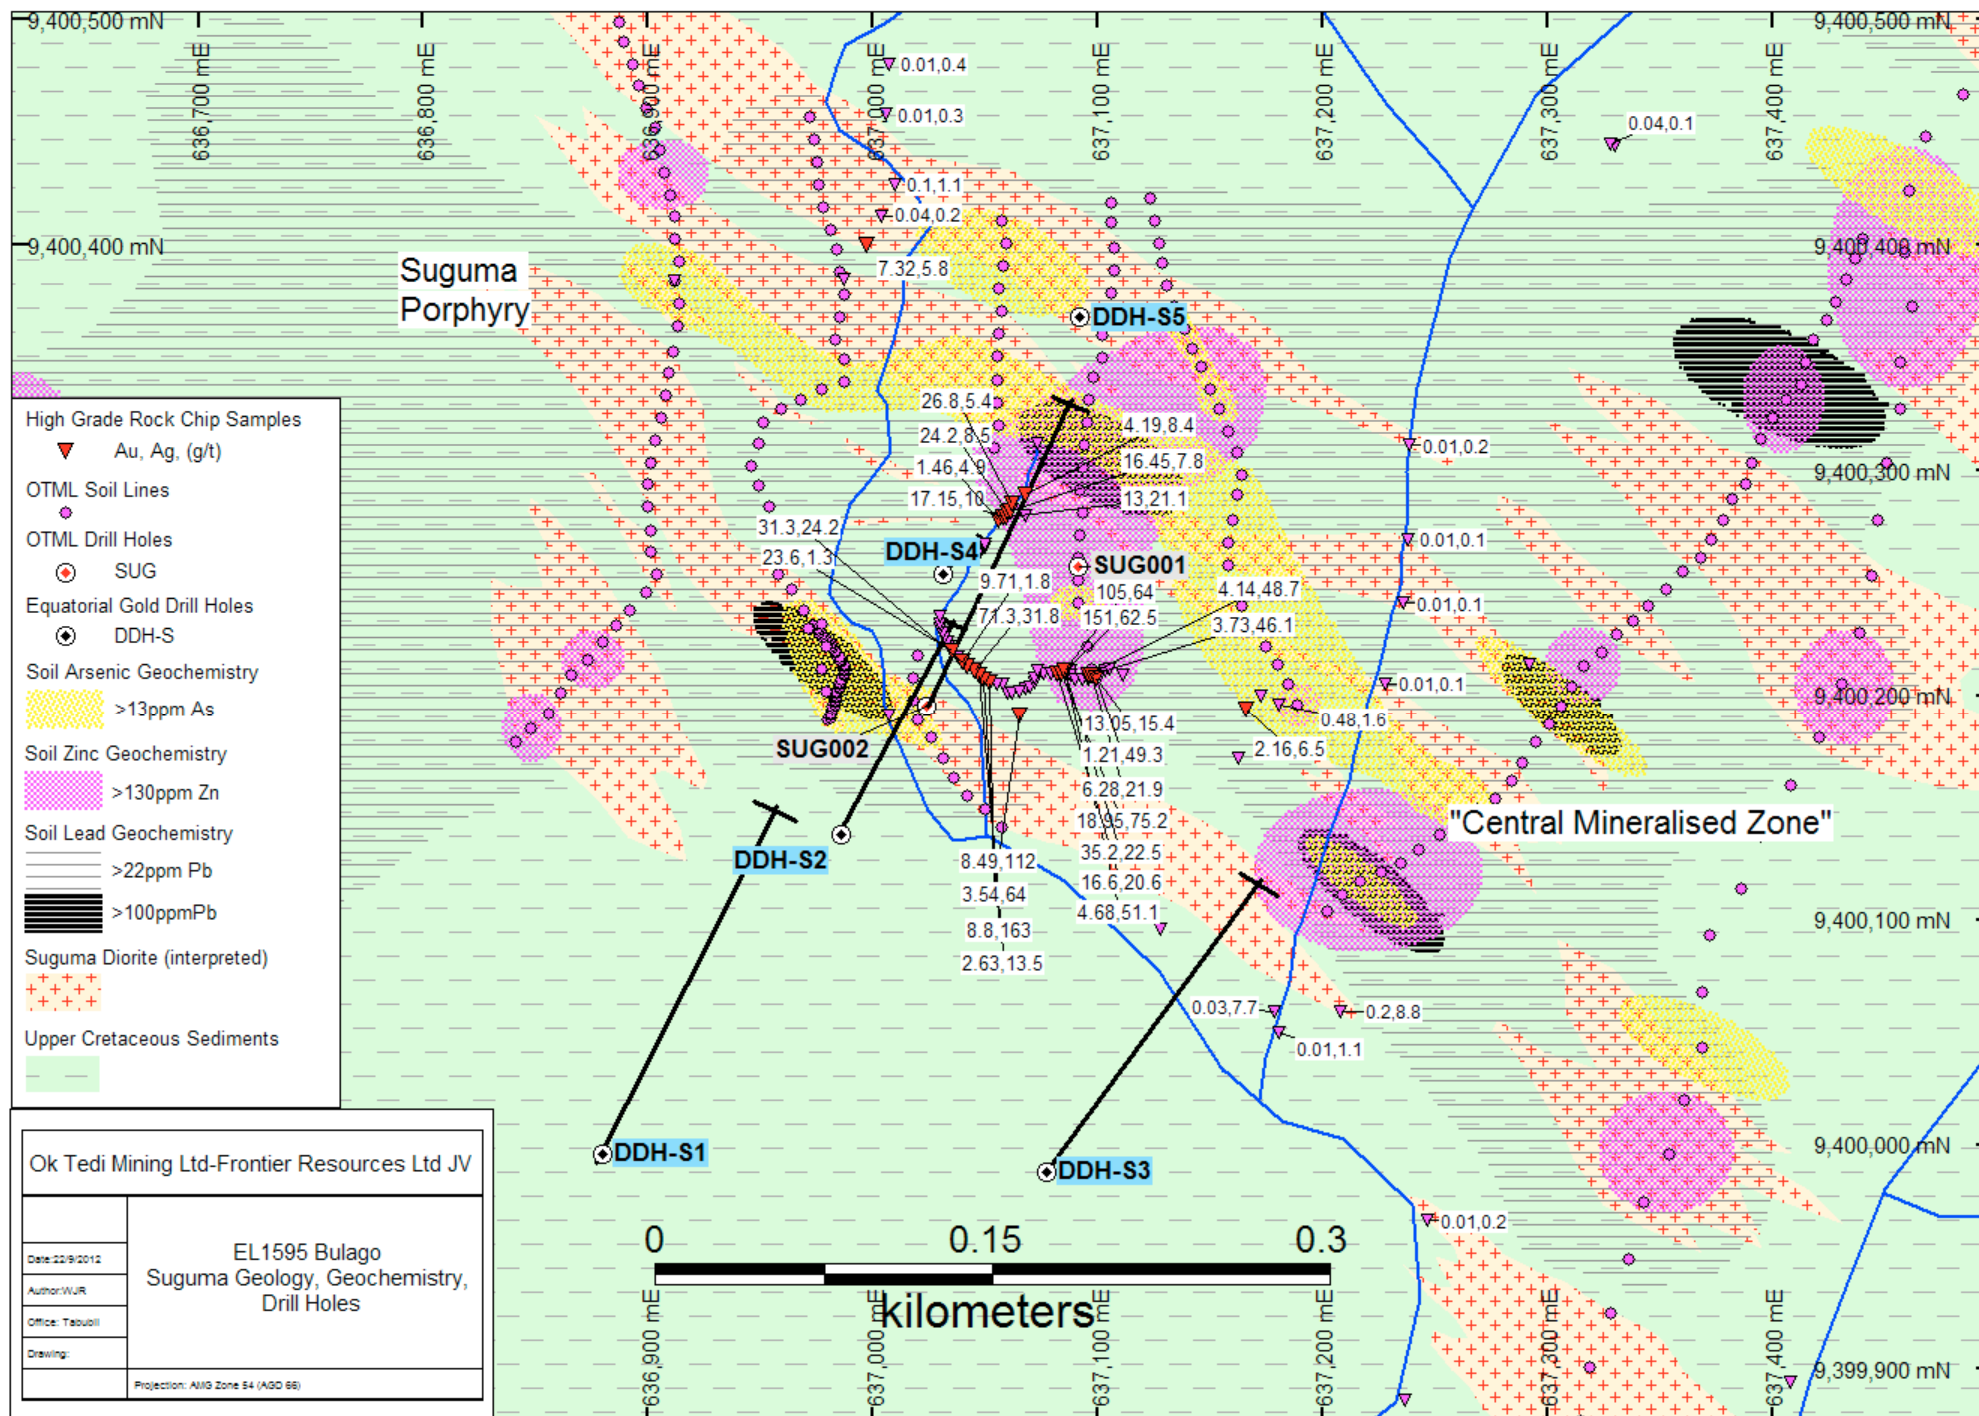 9,400,500 mN
9,400,500 mN
636,700 mE
636,800 mE
636,900 mE
637,000 mE
637,100 mE
637,200 mE
637,300 mE
637,400 mE
0.01,0.4
0.01,0.3
0.04,0.1
0.1,1.1
0.04,0.2
9,400,400 mN
9,400,400 mN
7.32,5.8
Suguma
Porphyry
DDH-S5
26.8,5.4
4.19,8.4
24.2,8.5
0.01,0.2
16.45,7.8
1.46,4.9
9,400,300 mN
17.15,10
13,21.1
31.3,24.2
0.01,0.1
DDH-S4
23.6,1.3
SUG001
9.71,1.8
105,64
4.14,48.7
0.01,0.1
71.3,31.8
151,62.5
3.73,46.1
0.01,0.1
9,400,200 mN
13.05,15.4
0.48,1.6
SUG002
2.16,6.5
1.21,49.3
6.28,21.9
18.95,75.2
"Central Mineralised Zone"
DDH-S2
8.49,112
35.2,22.5
3.54,64
16.6,20.6
4.68,51.1
9,400,100 mN
8.8,163
2.63,13.5
0.03,7.7
0.2,8.8
0.01,1.1
DDH-S1
DDH-S3
9,400,000 mN
0.01,0.2
0
0.15
0.3
kilometers
636,900 mE
637,000 mE
637,100 mE
637,200 mE
637,300 mE
637,400 mE
9,399,900 mN
High Grade Rock Chip Samples
Au, Ag, (g/t)
OTML Soil Lines
OTML Drill Holes
SUG
Equatorial Gold Drill Holes
DDH-S
Soil Arsenic Geochemistry
>13ppm As
Soil Zinc Geochemistry
>130ppm Zn
Soil Lead Geochemistry
>22ppm Pb
>100ppmPb
Suguma Diorite (interpreted)
Upper Cretaceous Sediments
Ok Tedi Mining Ltd-Frontier Resources Ltd JV
EL1595 Bulago
Suguma Geology, Geochemistry,
Drill Holes
Date:22/9/2012
Author:WJR
Office: Tabubil
Drawing:
Projection: AMG Zone 54 (AGD 66)